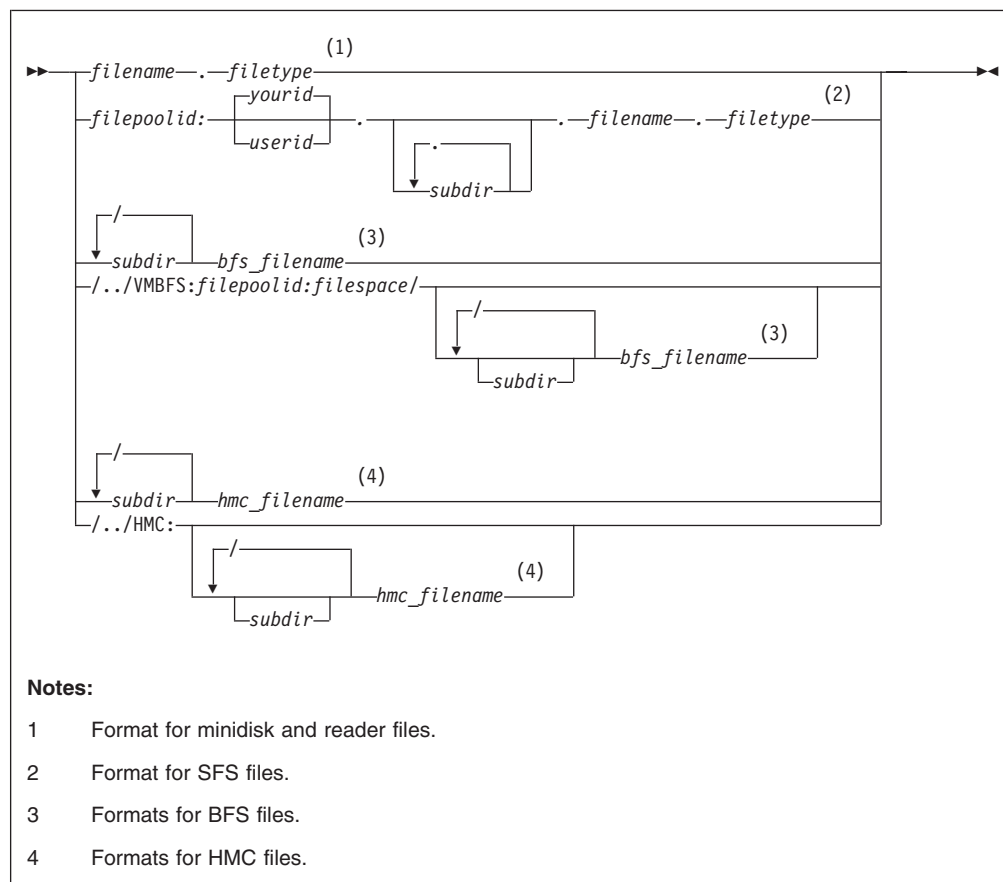 (1)
filename . filetype
yourid (2)
filepoolid: . . filename . filetype
userid .
subdir
/
(3)
subdir bfs_filename
/../VMBFS:filepoolid:filespace/
/
(3)
bfs_filename
subdir
/
(4)
subdir hmc_filename
/../HMC:
/
(4)
hmc_filename
subdir
Notes:
1 Format for minidisk and reader files.
2 Format for SFS files.
3 Formats for BFS files.
4 Formats for HMC files.